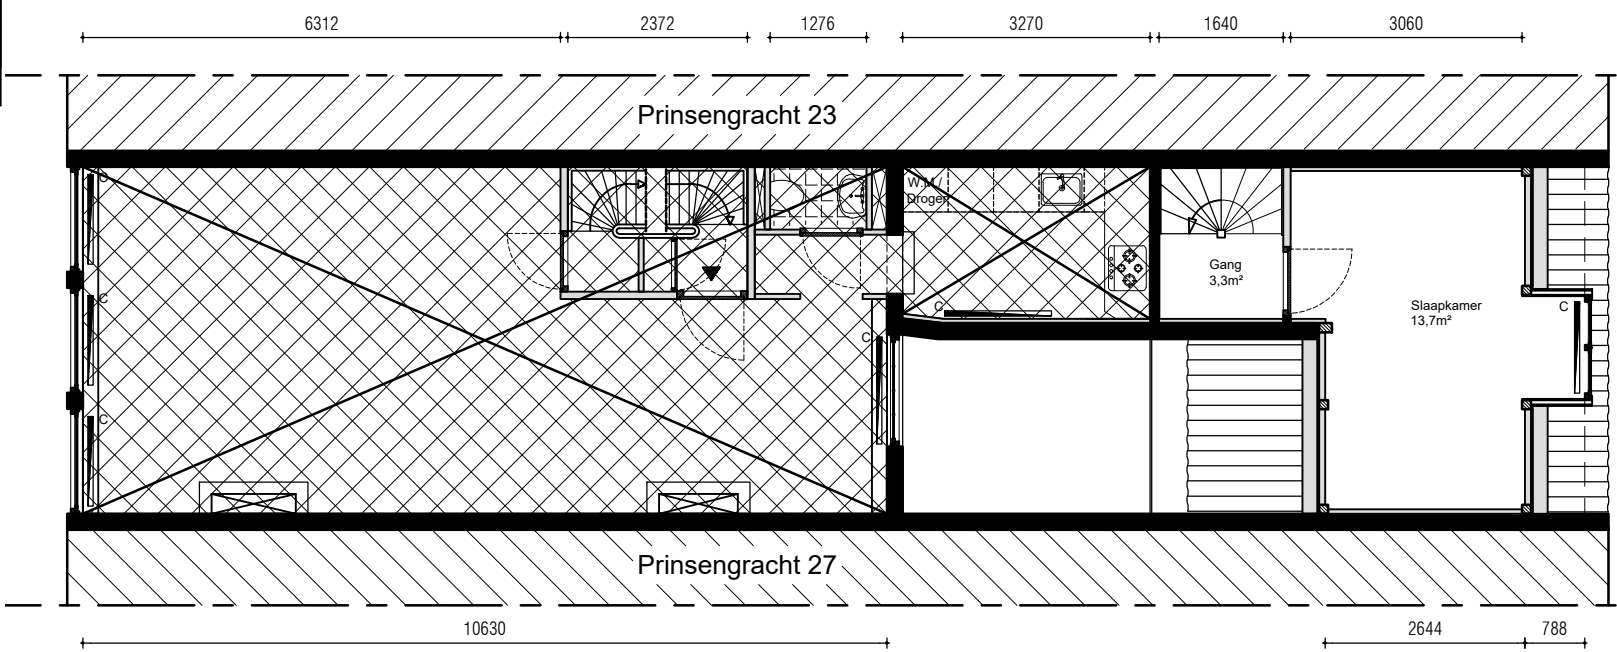 6312
2372
1276
3270
1640
3060
Prinsengracht 23
C
W.M./
Droger
Gang
3,3m²
C
Slaapkamer
13,7m²
C
C
C
C
Prinsengracht 27
10630
2644
788